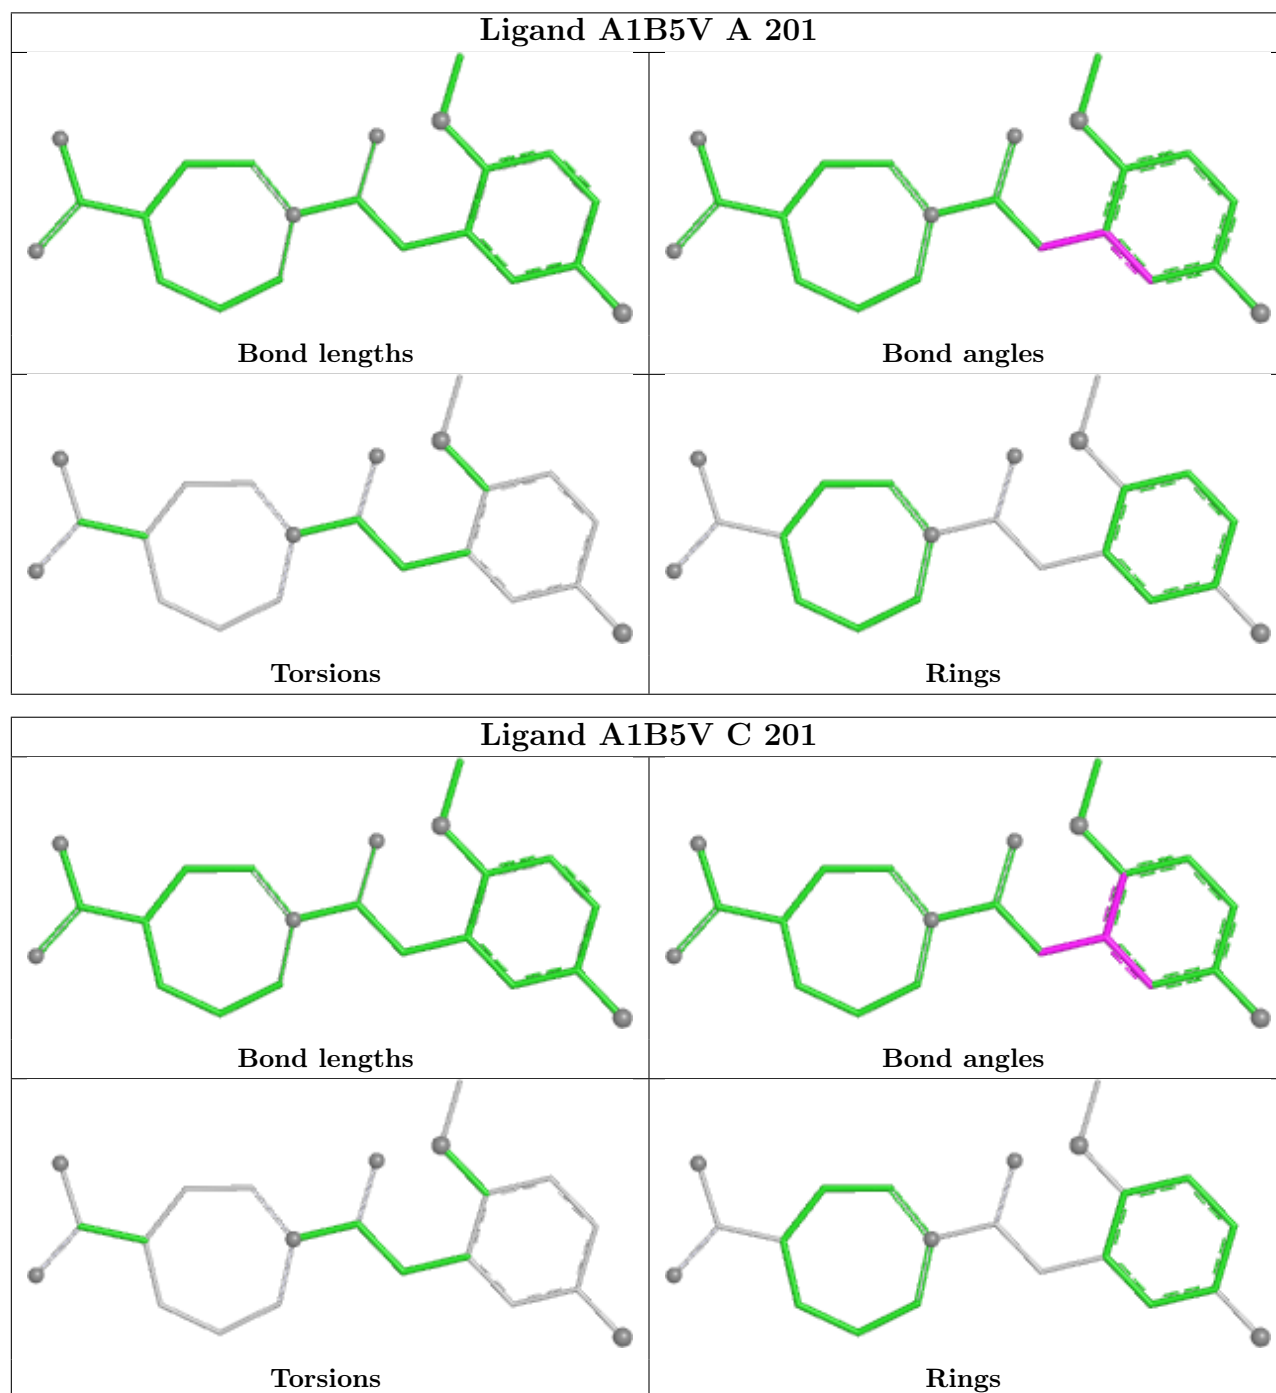 Ligand A1B5V A 201
Bond lengths
Bond angles
Torsions
Rings
Ligand A1B5V C 201
Bond lengths
Bond angles
Torsions
Rings